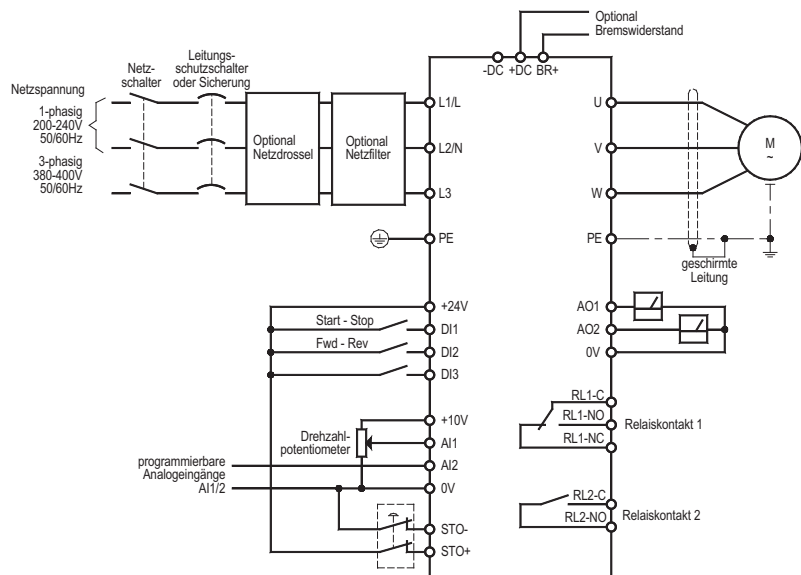 Optional
Bremswiderstand
-DC +DC BR+
Netz-
schalter
Leitungs-
schutzschalter
oder Sicherung
Netzspannung
1-phasig
200-240V
50/60Hz
3-phasig
380-400V
50/60Hz
Optional
Netzdrossel
Optional
Netzfilter
L1/L
L2/N
L3
PE
U
V
W
PE
M
~
geschirmte
Leitung
+24V
Start - Stop
DI1
Fwd - Rev
DI2
DI3
+10V
Drehzahl-
potentiometer
AI1
programmierbare
Analogeingänge
AI1/2
AI2
0V
STO-
STO+
AO1
AO2
0V
RL1-C
RL1-NO
Relaiskontakt 1
RL1-NC
RL2-C
Relaiskontakt 2
RL2-NO